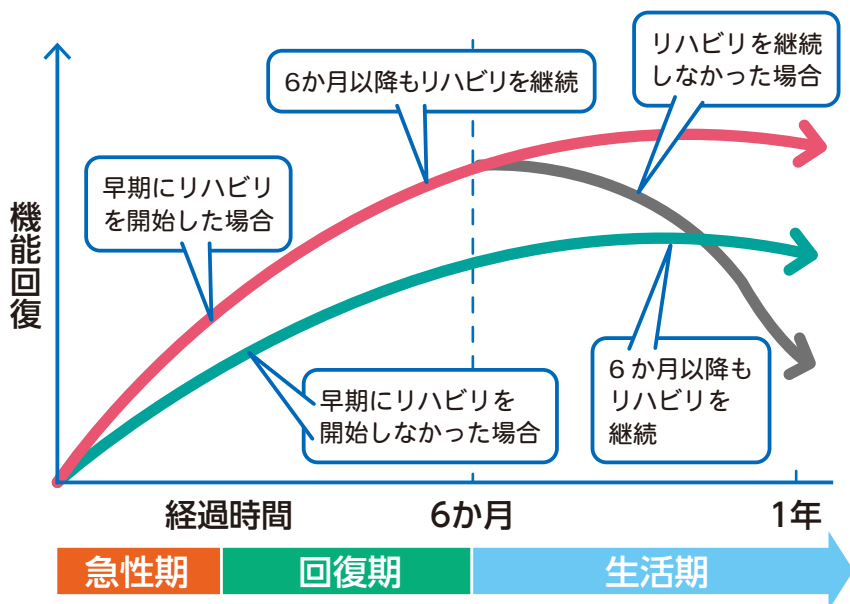 リハビリを継続
しなかった場合
6か月以降もリハビリを継続
早期にリハビリ
を開始した場合
機能回復
6か月以降も
リハビリを
継続
早期にリハビリを
開始しなかった場合
経過時間
6か月
1年
急性期
回復期
生活期